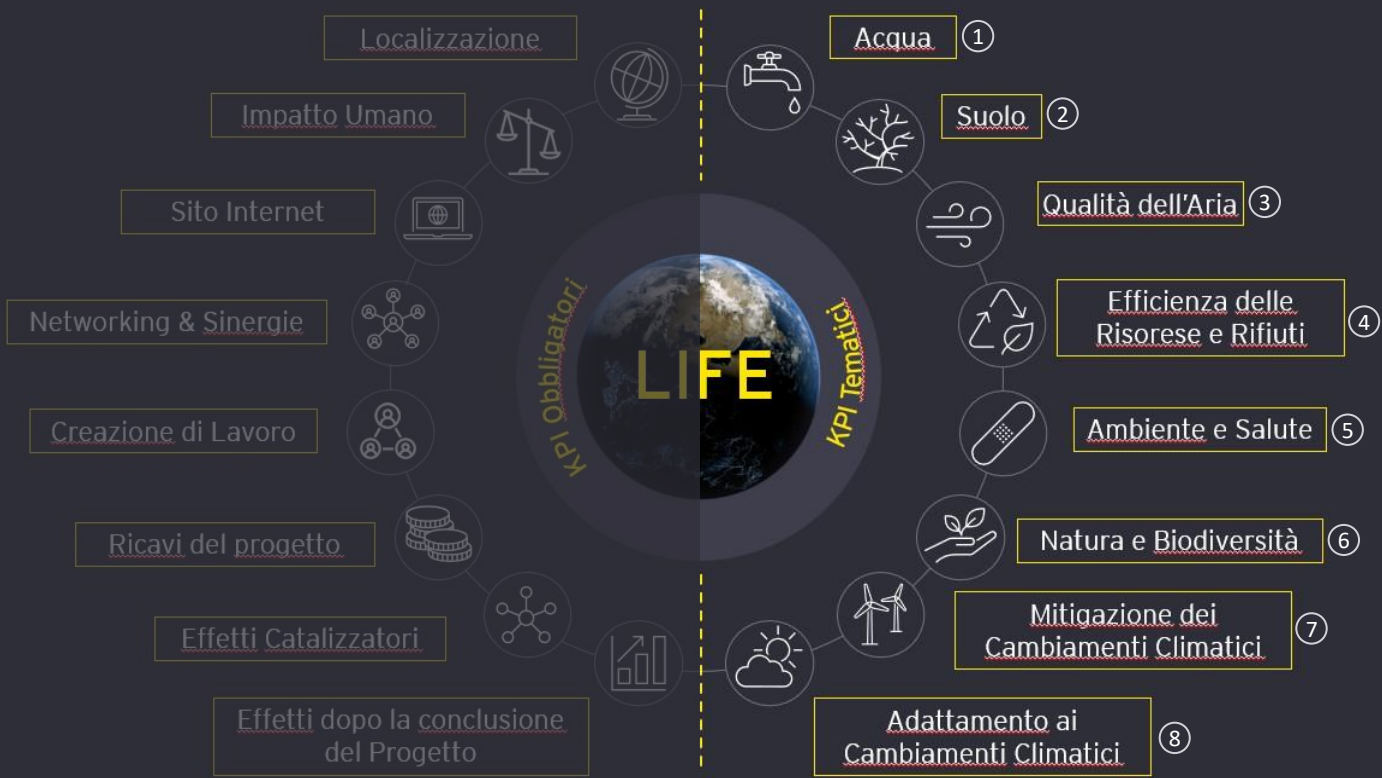 Localizzazione
Impatto Umano
Sito Internet
Networking & Sinergie
Creazione di Lavoro
Ricavi del progetto
Effetti Catalizzatori
Effetti dopo la conclusione
del Progetto
KPI Obbligatori
LIFE
KPI Tematici
Acqua 1
Suolo 2
Qualità dell'Aria 3
Efficienza delle
Risorese e Rifiuti 4
Ambiente e Salute 5
Natura e Biodiversità 6
Mitigazione dei
Cambiamenti Climatici 7
Adattamento ai
Cambiamenti Climatici 8